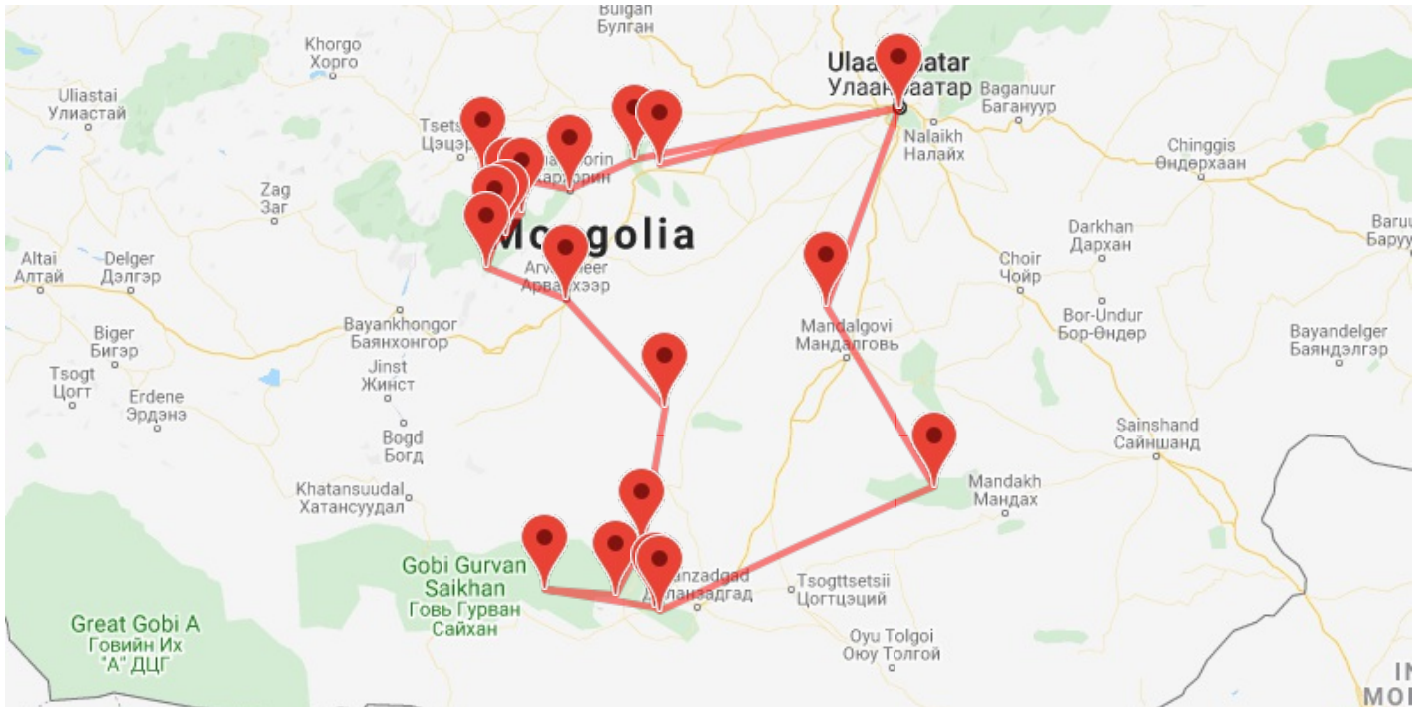 Bulgan
Булган
Khorgo
Хорго
Uliastai
Улиастай
Tsets
Цэцэр
Zag
Заг
Altai
Алтай
Delger
Дэлгэр
Biger
Бигэр
Tsogt
Цогт
Erdene
Эрдэнэ
Bayankhongor
Баянхонгор
Jinst
Жинст
Bogd
Богд
Khatansuudal
Хатансуудал
Gobi Gurvan
Saikhan
Говь Гурван
Сайхан
Great Gobi A
Говийн Их
"А" ДЦГ
Mongolia
Ulaanbaatar
Улаанбаатар
Nalaikh
Налайх
Baganuur
Багануур
Chinggis
Өндөрхаан
Darkhan
Дархан
Choir
Чойр
Bor-Undur
Бор-Өндөр
Bayandelger
Баяндэлгэр
Mandalgovi
Мандалговь
Sainshand
Сайншанд
Mandakh
Мандах
Tsogttsetsii
Цогтцэций
Oyu Tolgoi
Оюу Толгой